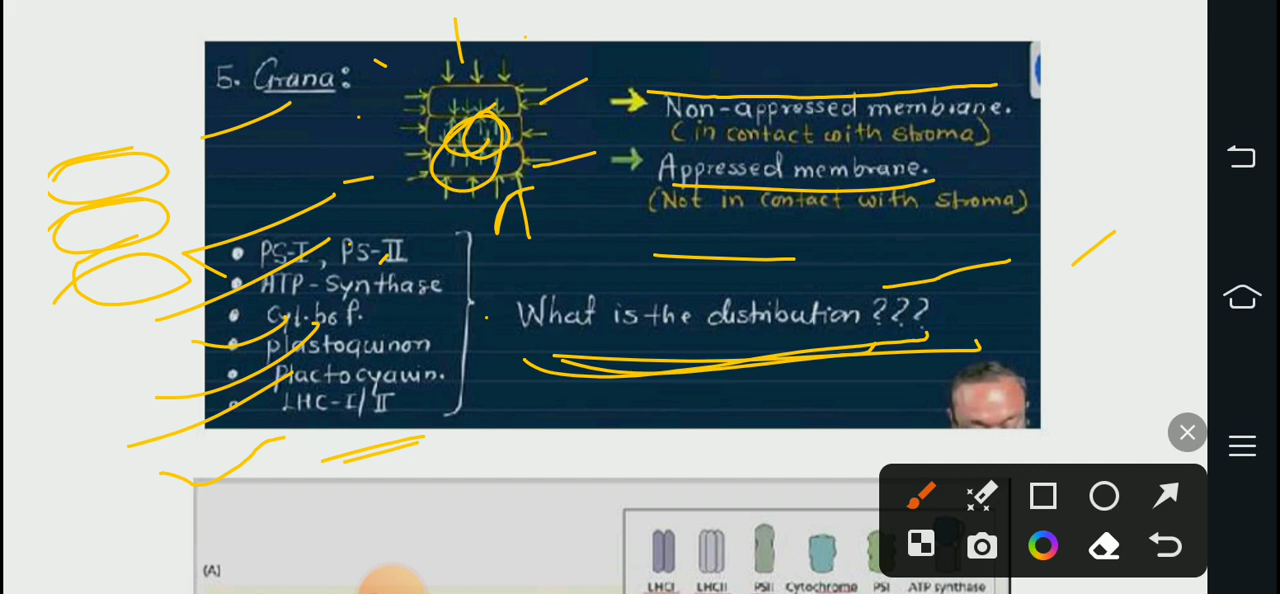 5. Grana:
Non-appressed membrane.
(in contact with stroma)
Appressed membrane.
(Not in contact with stroma)
PS-I, PS-II
ATP-Synthase
Cyt. b6 f.
plastoquinon
plactocyanin.
LHC-I/II
What is the distribution ???
(A)
LHCI LHCII PSII Cytochrome PSI ATP synthase